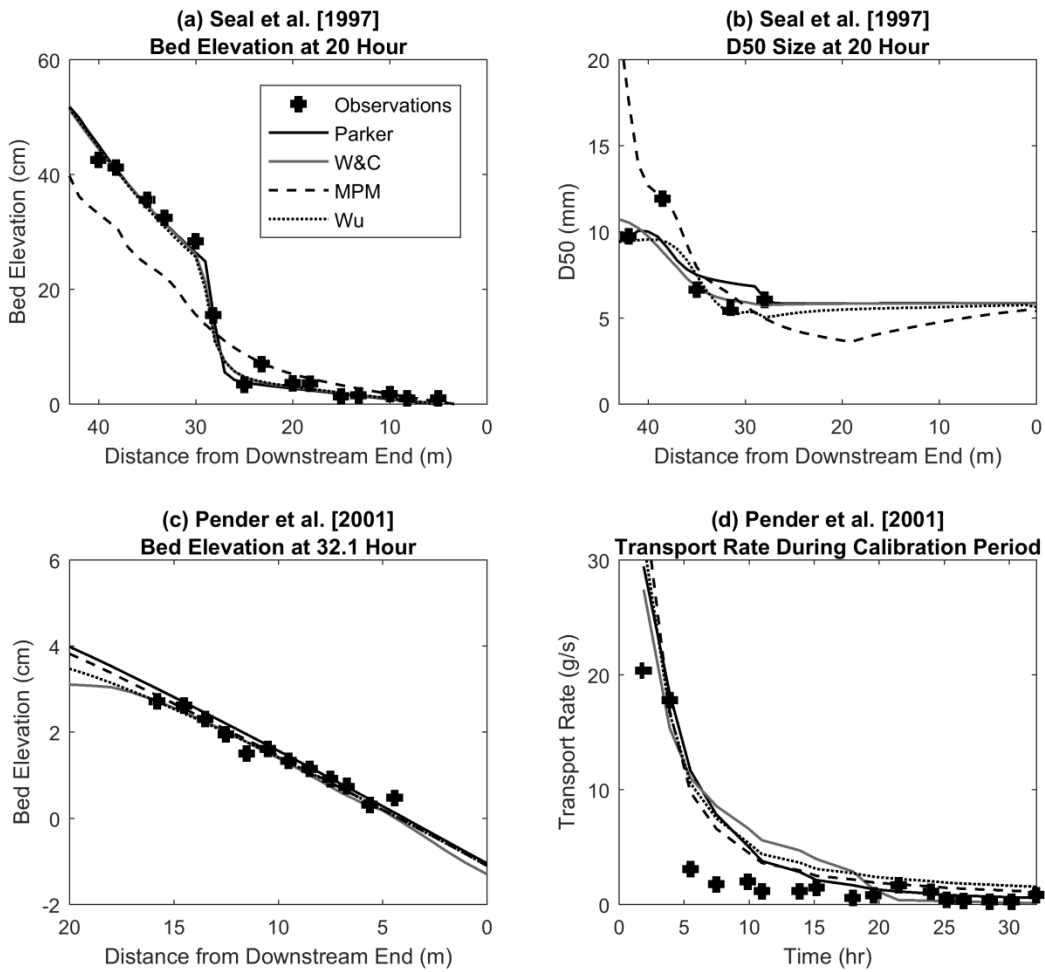 (a) Seal et al. [1997]
Bed Elevation at 20 Hour
60
40
20
0
Bed Elevation (cm)
Observations
Parker
W&C
MPM
Wu
40 30 20 10 0
Distance from Downstream End (m)
(b) Seal et al. [1997]
D50 Size at 20 Hour
20
15
10
5
0
D50 (mm)
40 30 20 10 0
Distance from Downstream End (m)
(c) Pender et al. [2001]
Bed Elevation at 32.1 Hour
6
4
2
0
-2
Bed Elevation (cm)
20 15 10 5 0
Distance from Downstream End (m)
(d) Pender et al. [2001]
Transport Rate During Calibration Period
30
20
10
0
Transport Rate (g/s)
0 5 10 15 20 25 30
Time (hr)